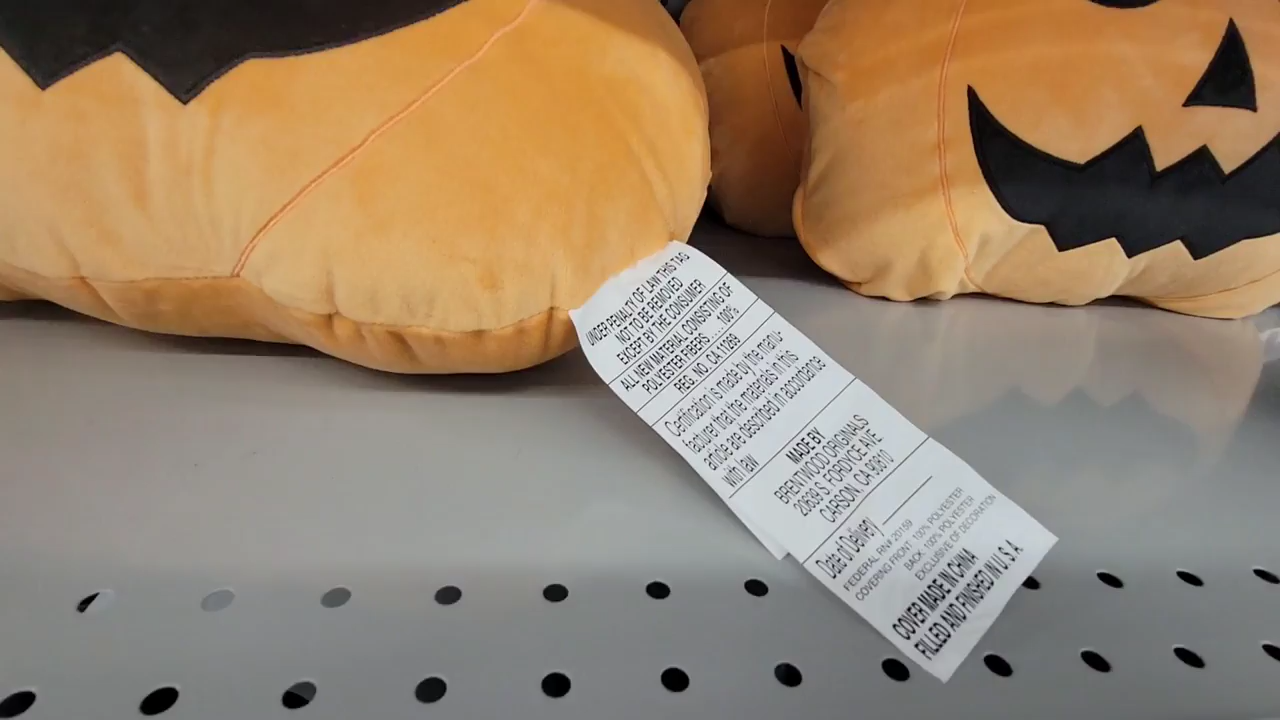 UNDER PENALTY OF LAW THIS TAG
NOT TO BE REMOVED
EXCEPT BY THE CONSUMER
ALL NEW MATERIAL CONSISTING OF
POLYESTER FIBERS....100%
REG. NO. CA 11269
Certification is made by the manu-
facturer that the materials in this
article are described in accordance
with law
MADE BY
BRENTWOOD ORIGINALS
20639 S. FORDYCE AVE
CARSON, CA 90810
Date of Delivery
FEDERAL RN# 20159
COVERING FRONT: 100% POLYESTER
BACK: 100% POLYESTER
EXCLUSIVE OF DECORATION
COVER MADE IN CHINA
FILLED AND FINISHED IN U.S.A